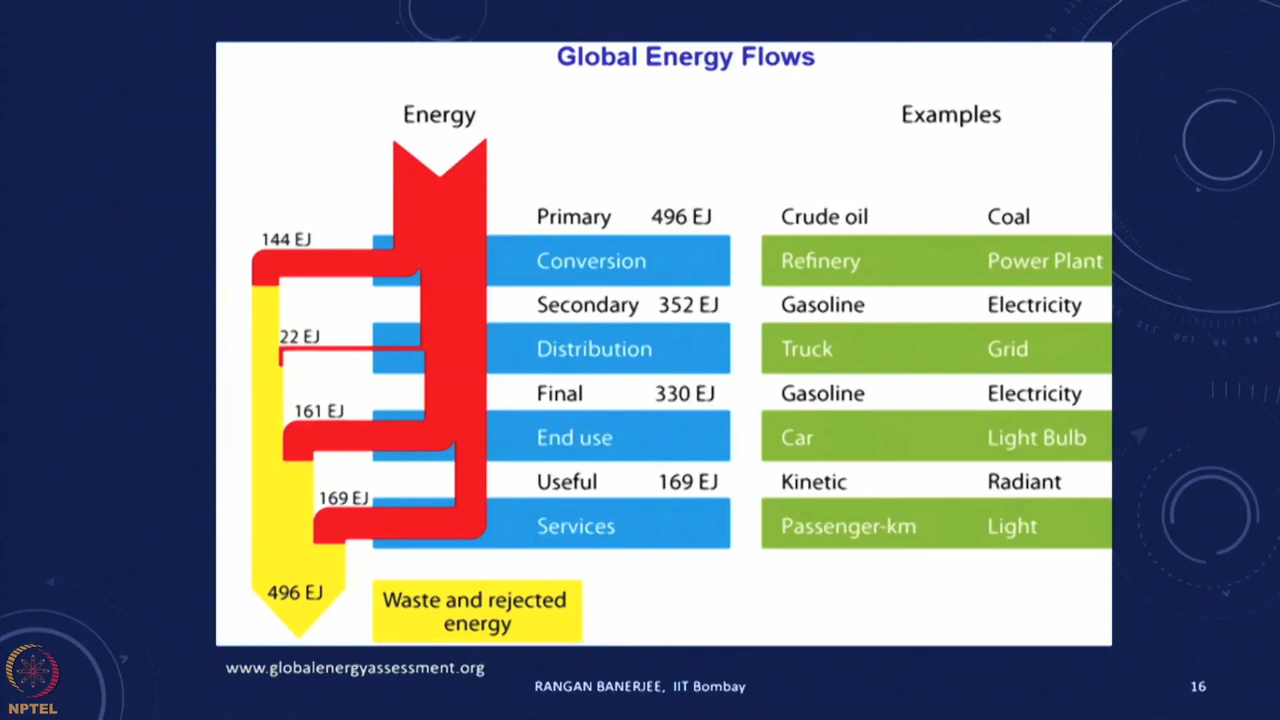 Global Energy Flows
Energy Examples
Primary 496 EJ Crude oil Coal
144 EJ
Conversion Refinery Power Plant
Secondary 352 EJ Gasoline Electricity
22 EJ
Distribution Truck Grid
Final 330 EJ Gasoline Electricity
161 EJ
End use Car Light Bulb
Useful 169 EJ Kinetic Radiant
169 EJ
Services Passenger-km Light
496 EJ
Waste and rejected
energy
www.globalenergyassessment.org
RANGAN BANERJEE, IIT Bombay
16
NPTEL